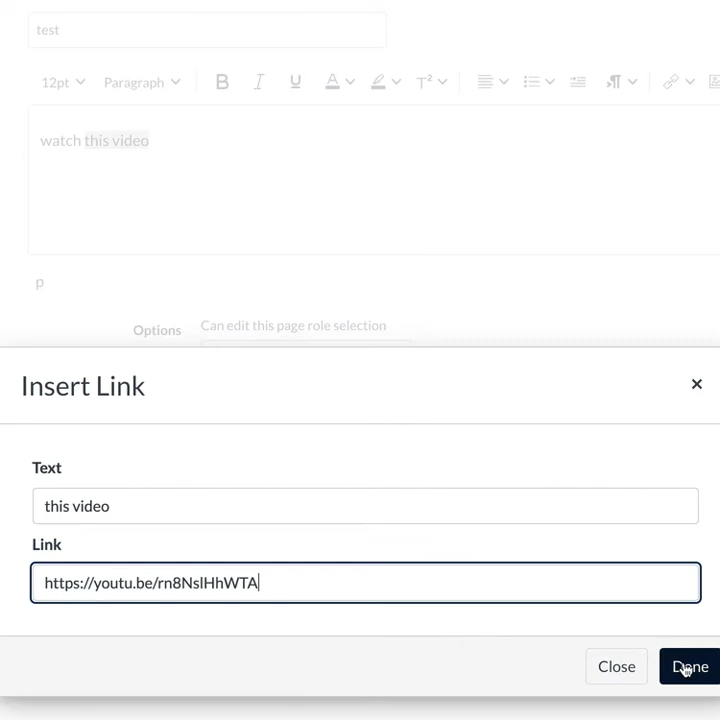 test
12pt Paragraph B I U A T²
watch this video
p
Options Can edit this page role selection
Insert Link
Text
this video
Link
https://youtu.be/rn8NslHhWTA
Close Done